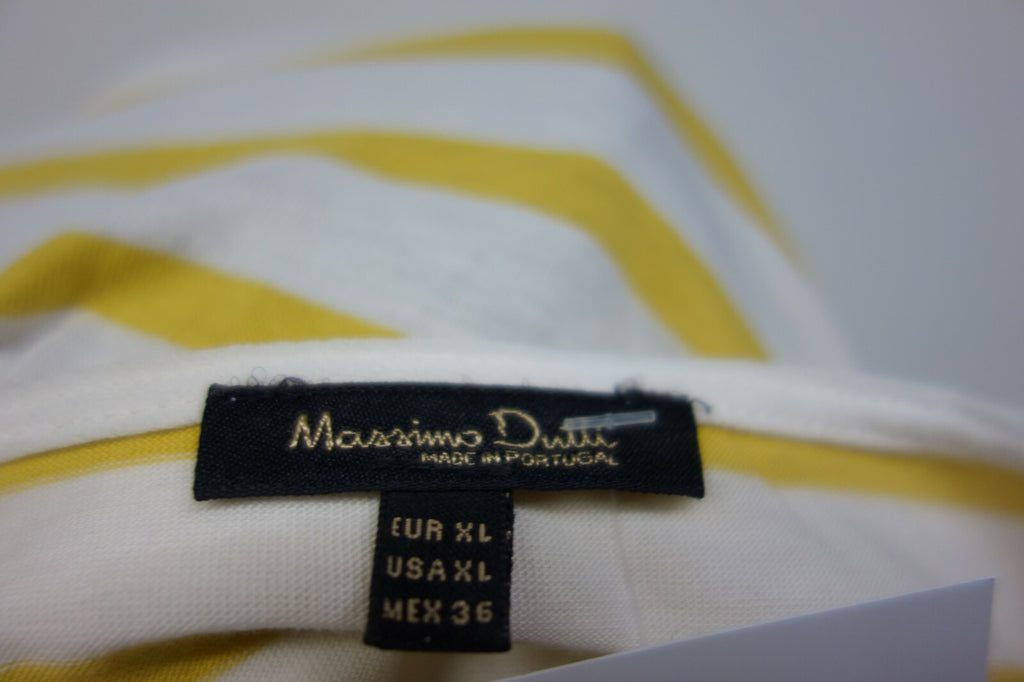 Massimo Dutti
MADE IN PORTUGAL
EUR XL
USA XL
MEX 36